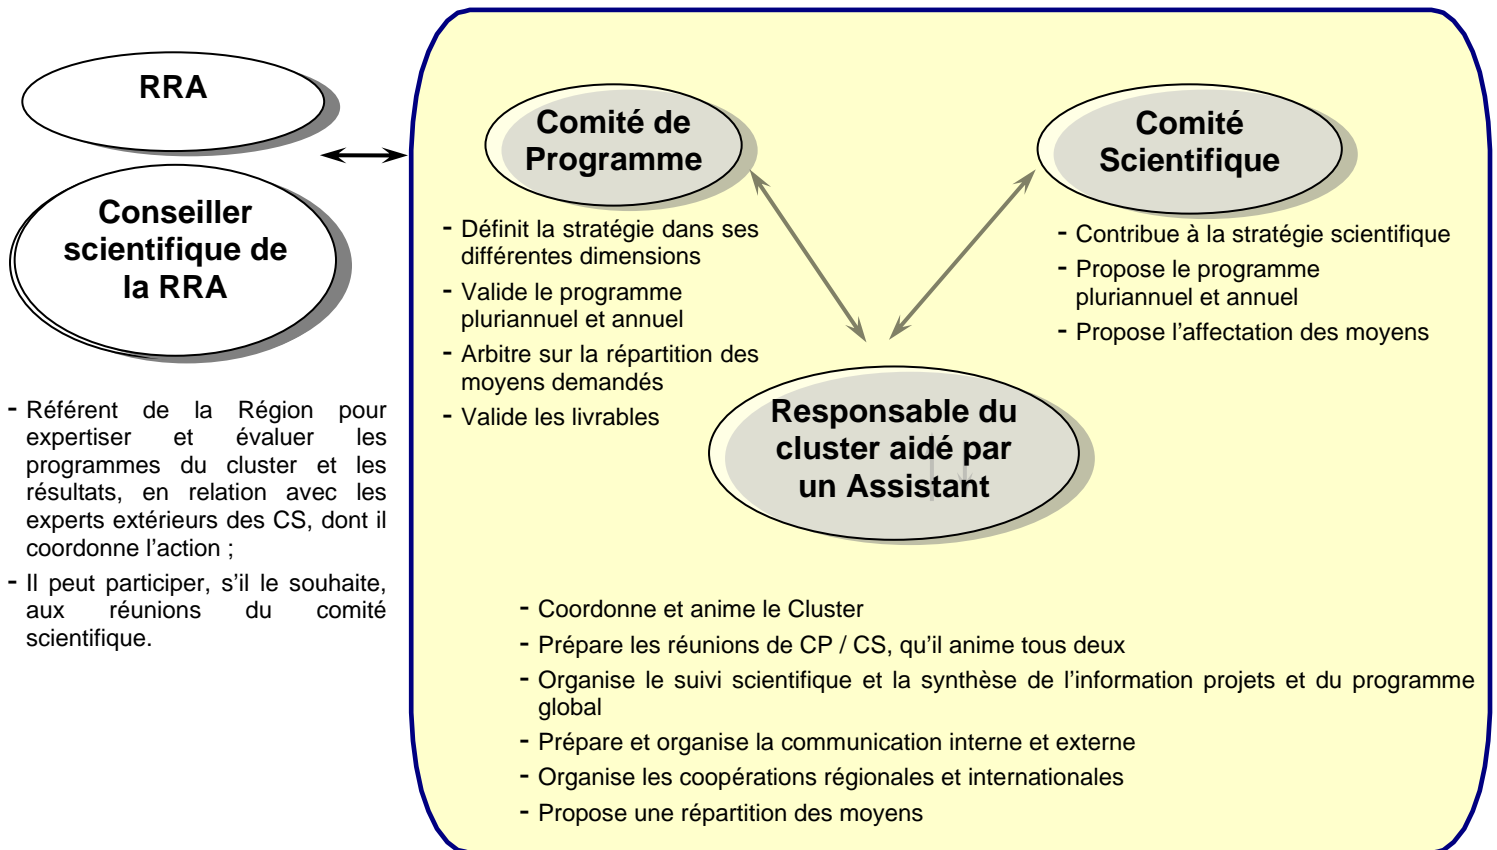 RRA
Conseiller
scientifique de
la RRA
- Référent de la Région pour
expertiser et évaluer les
programmes du cluster et les
résultats, en relation avec les
experts extérieurs des CS, dont il
coordonne l’action ;
- Il peut participer, s’il le souhaite,
aux réunions du comité
scientifique.
Comité de
Programme
- Définit la stratégie dans ses
différentes dimensions
- Valide le programme
pluriannuel et annuel
- Arbitre sur la répartition des
moyens demandés
- Valide les livrables
Comité
Scientifique
- Contribue à la stratégie scientifique
- Propose le programme
pluriannuel et annuel
- Propose l’affectation des moyens
Responsable du
cluster aidé par
un Assistant
- Coordonne et anime le Cluster
- Prépare les réunions de CP / CS, qu’il anime tous deux
- Organise le suivi scientifique et la synthèse de l’information projets et du programme
global
- Prépare et organise la communication interne et externe
- Organise les coopérations régionales et internationales
- Propose une répartition des moyens